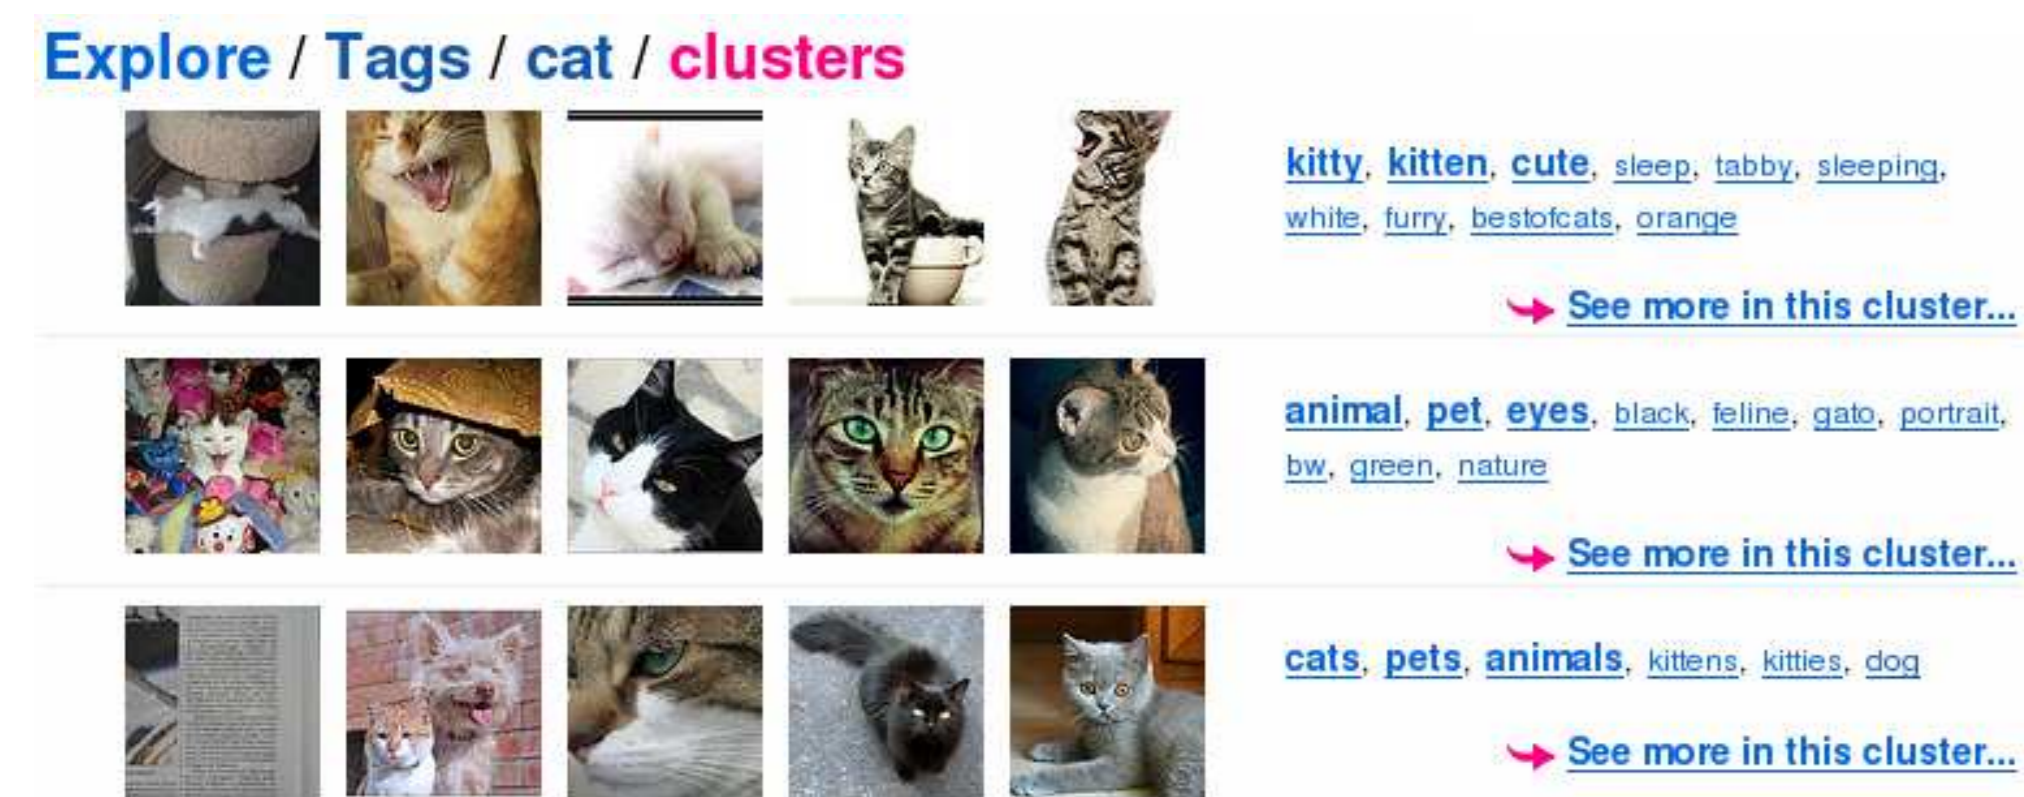 Explore / Tags / cat / clusters
kitty, kitten, cute, sleep, tabby, sleeping,
white, furry, bestofcats, orange
See more in this cluster...
animal, pet, eyes, black, feline, gato, portrait,
bw, green, nature
See more in this cluster...
cats, pets, animals, kittens, kitties, dog
See more in this cluster...